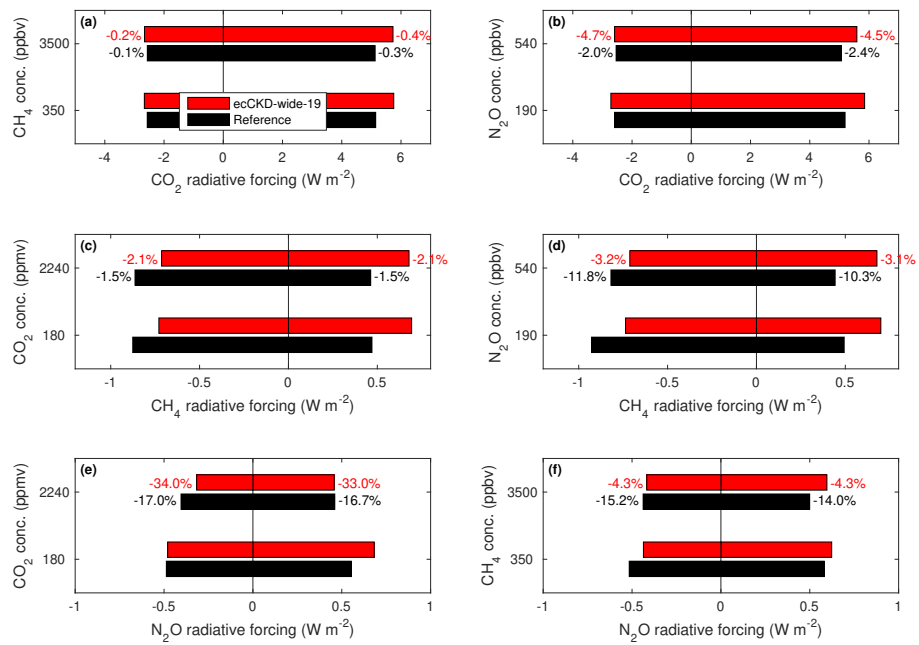 (a)
CH4 conc. (ppbv)
3500
350
-0.2%
-0.4%
-0.1%
-0.3%
ecCKD-wide-19
Reference
-4 -2 0 2 4 6
CO2 radiative forcing (W m-2)
(b)
N2O conc. (ppbv)
540
190
-4.7%
-4.5%
-2.0%
-2.4%
-4 -2 0 2 4 6
CO2 radiative forcing (W m-2)
(c)
CO2 conc. (ppmv)
2240
180
-2.1%
-2.1%
-1.5%
-1.5%
-1 -0.5 0 0.5
CH4 radiative forcing (W m-2)
(d)
N2O conc. (ppbv)
540
190
-3.2%
-3.1%
-11.8%
-10.3%
-1 -0.5 0 0.5
CH4 radiative forcing (W m-2)
(e)
CO2 conc. (ppmv)
2240
180
-34.0%
-33.0%
-17.0%
-16.7%
-1 -0.5 0 0.5 1
N2O radiative forcing (W m-2)
(f)
CH4 conc. (ppbv)
3500
350
-4.3%
-4.3%
-15.2%
-14.0%
-1 -0.5 0 0.5 1
N2O radiative forcing (W m-2)